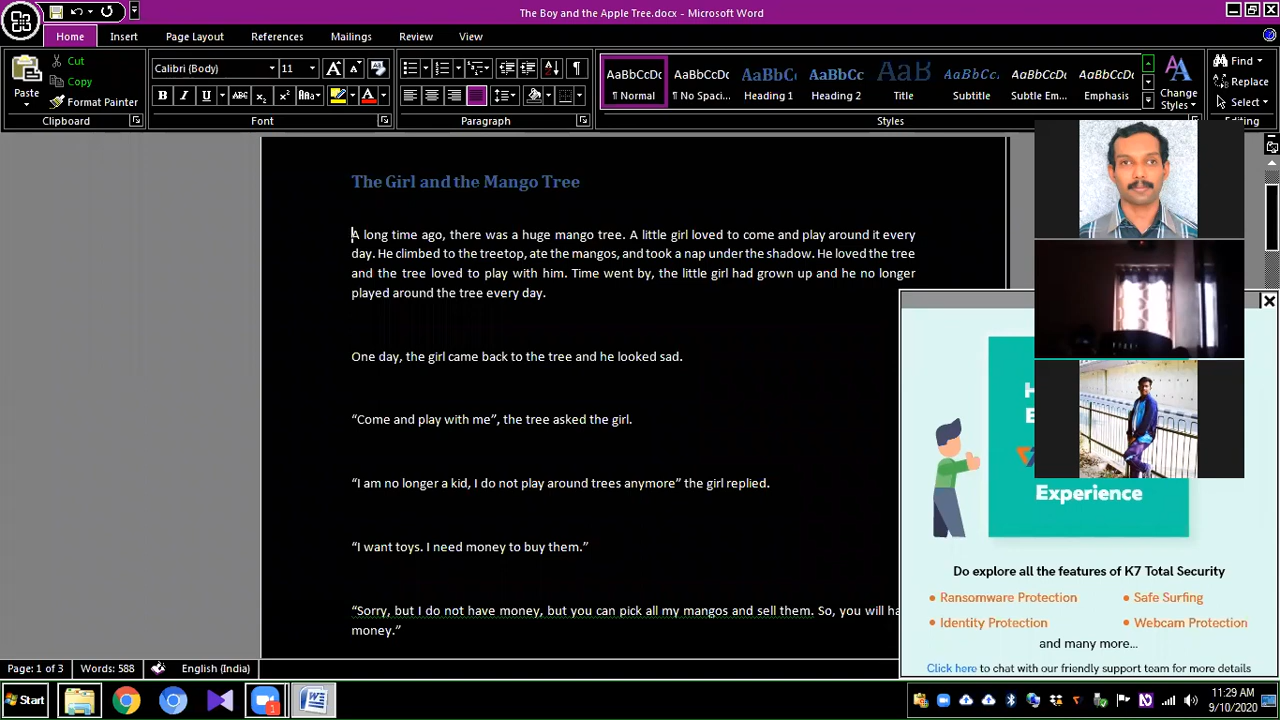 The Boy and the Apple Tree.docx - Microsoft Word
Home Insert Page Layout References Mailings Review View
Paste
Cut
Copy
Format Painter
Clipboard
Calibri (Body) 11
Font
Paragraph
AaBbCcDc ¶ Normal
AaBbCcDc ¶ No Spaci...
AaBbC Heading 1
AaBbCc Heading 2
AaB Title
AaBbCc Subtitle
AaBbCcDc Subtle Em...
AaBbCcDc Emphasis
Change Styles
Styles
Find
Replace
Select
Editing
The Girl and the Mango Tree
A long time ago, there was a huge mango tree. A little girl loved to come and play around it every
day. He climbed to the treetop, ate the mangos, and took a nap under the shadow. He loved the tree
and the tree loved to play with him. Time went by, the little girl had grown up and he no longer
played around the tree every day.
One day, the girl came back to the tree and he looked sad.
“Come and play with me”, the tree asked the girl.
“I am no longer a kid, I do not play around trees anymore” the girl replied.
“I want toys. I need money to buy them.”
“Sorry, but I do not have money, but you can pick all my mangos and sell them. So, you will ha
money.”
Experience
Do explore all the features of K7 Total Security
• Ransomware Protection • Safe Surfing
• Identity Protection • Webcam Protection
and many more...
Click here to chat with our friendly support team for more details
Page: 1 of 3 Words: 588 English (India)
Start
1
11:29 AM
9/10/2020